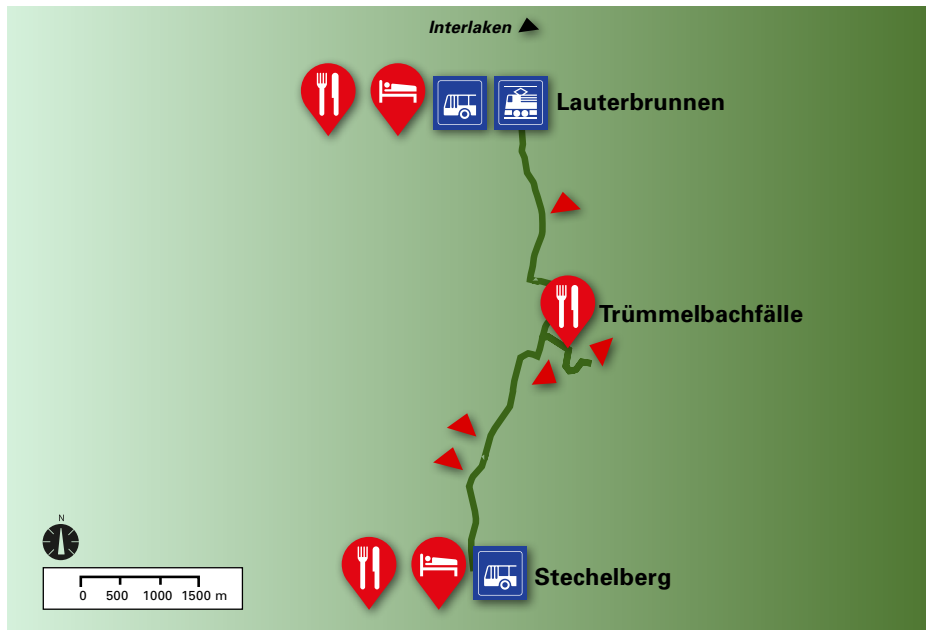 Interlaken
Lauterbrunnen
Trümmelbachfälle
Stechelberg
N
0 500 1000 1500 m